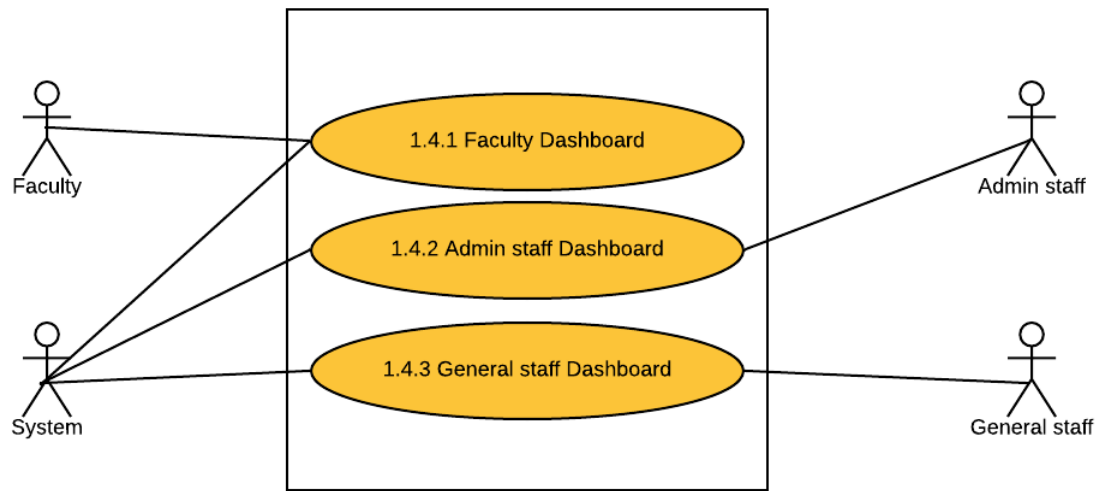 1.4.1 Faculty Dashboard
Faculty
Admin staff
1.4.2 Admin staff Dashboard
1.4.3 General staff Dashboard
System
General staff